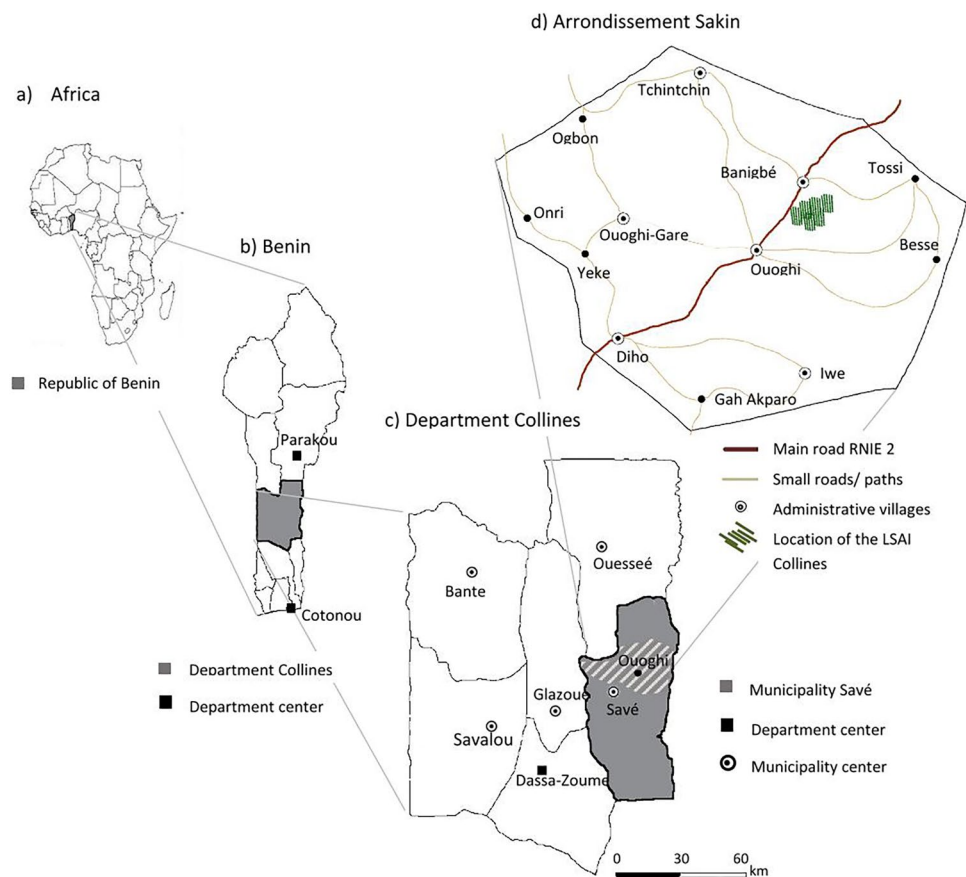 a) Africa
Republic of Benin
b) Benin
Parakou
Cotonou
Department Collines
Department center
c) Department Collines
Ouesseé
Bante
Ouoghi
Glazoue
Savé
Savalou
Dassa-Zoume
Municipality Savé
Department center
Municipality center
0 30 60
km
d) Arrondissement Sakin
Tchintchin
Ogbon
Banigbé
Tossi
Onri
Ouoghi-Gare
Besse
Yeke
Ouoghi
Diho
Iwe
Gah Akparo
Main road RNIE 2
Small roads/ paths
Administrative villages
Location of the LSAI
Collines